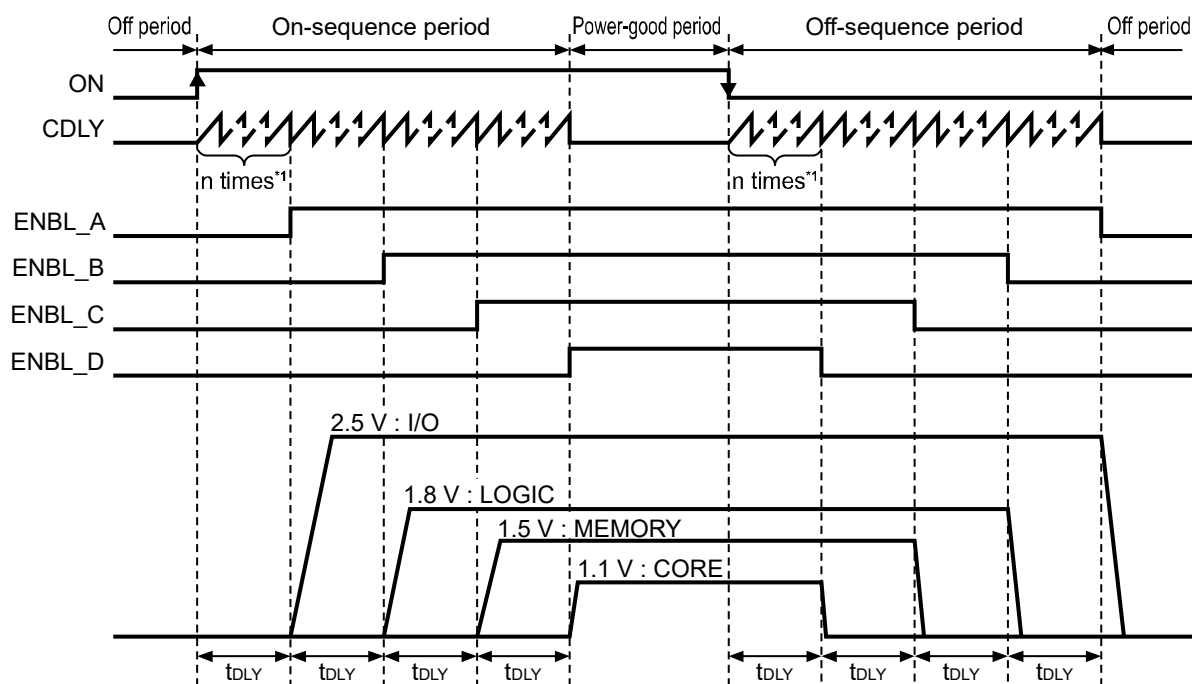 Off period On-sequence period Power-good period Off-sequence period Off period
ON
CDLY
n times*1 n times*1
ENBL_A
ENBL_B
ENBL_C
ENBL_D
2.5 V : I/O
1.8 V : LOGIC
1.5 V : MEMORY
1.1 V : CORE
tDLY tDLY tDLY tDLY tDLY tDLY tDLY tDLY